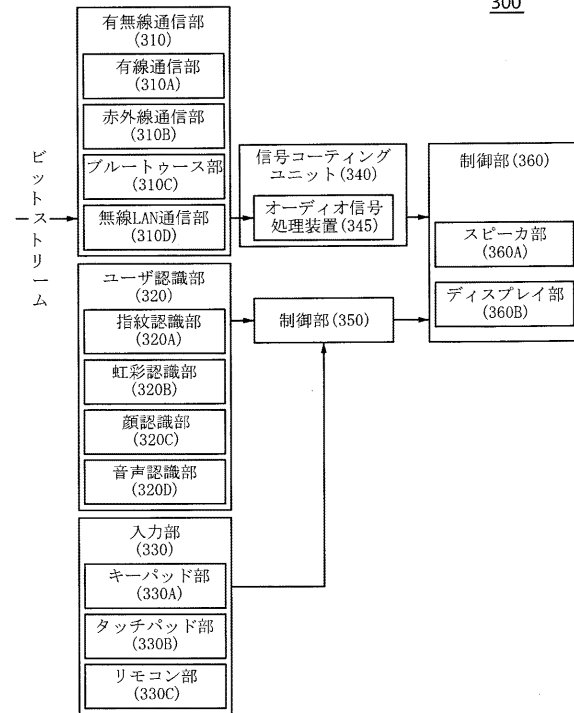 300
有無線通信部
(310)
有線通信部
(310A)
赤外線通信部
(310B)
ブルートゥース部
(310C)
無線LAN通信部
(310D)
ビットストリーム
信号コーティング
ユニット(340)
オーディオ信号
処理装置(345)
制御部(360)
スピーカ部
(360A)
ディスプレイ部
(360B)
ユーザ認識部
(320)
指紋認識部
(320A)
虹彩認識部
(320B)
顔認識部
(320C)
音声認識部
(320D)
制御部(350)
入力部
(330)
キーパッド部
(330A)
タッチパッド部
(330B)
リモコン部
(330C)